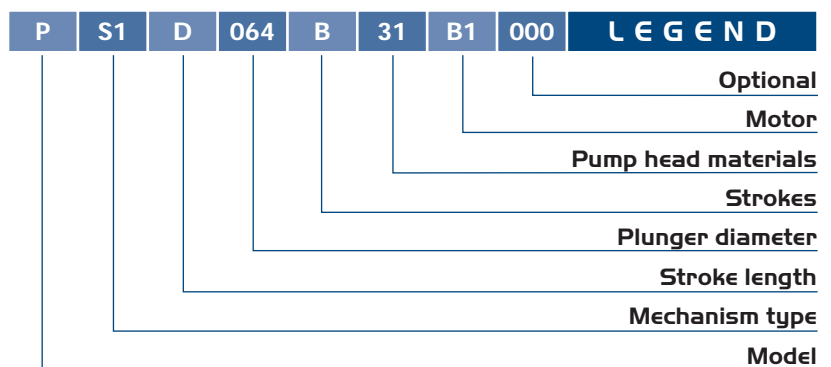 P S1 D 064 B 31 B1 000 LEGEND
Optional
Motor
Pump head materials
Strokes
Plunger diameter
Stroke length
Mechanism type
Model